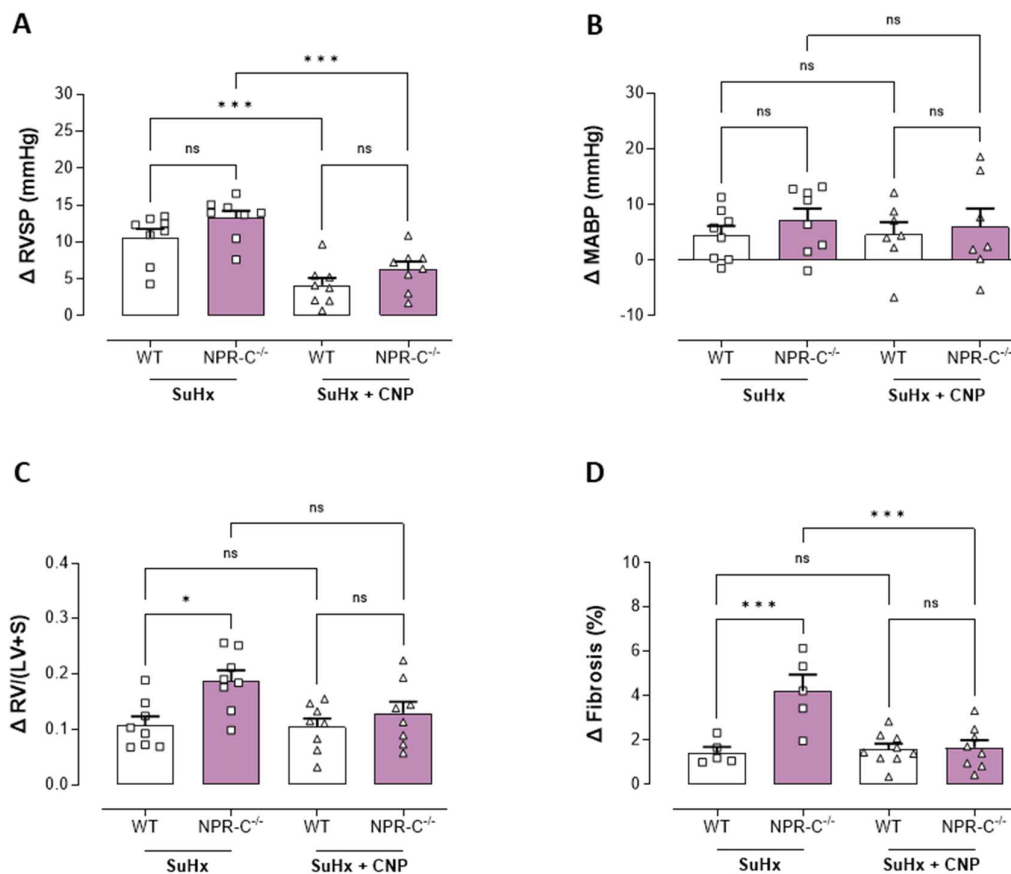 A
Δ RVSP (mmHg)
30
25
20
15
10
5
0
* * *
* * *
ns
ns
WT
NPR-C⁻/⁻
WT
NPR-C⁻/⁻
SuHx
SuHx + CNP
B
Δ MABP (mmHg)
30
20
10
0
-10
ns
ns
ns
ns
WT
NPR-C⁻/⁻
WT
NPR-C⁻/⁻
SuHx
SuHx + CNP
C
Δ RV/(LV+S)
0.4
0.3
0.2
0.1
0.0
ns
ns
*
ns
WT
NPR-C⁻/⁻
WT
NPR-C⁻/⁻
SuHx
SuHx + CNP
D
Δ Fibrosis (%)
10
8
6
4
2
0
* * *
ns
* * *
ns
WT
NPR-C⁻/⁻
WT
NPR-C⁻/⁻
SuHx
SuHx + CNP